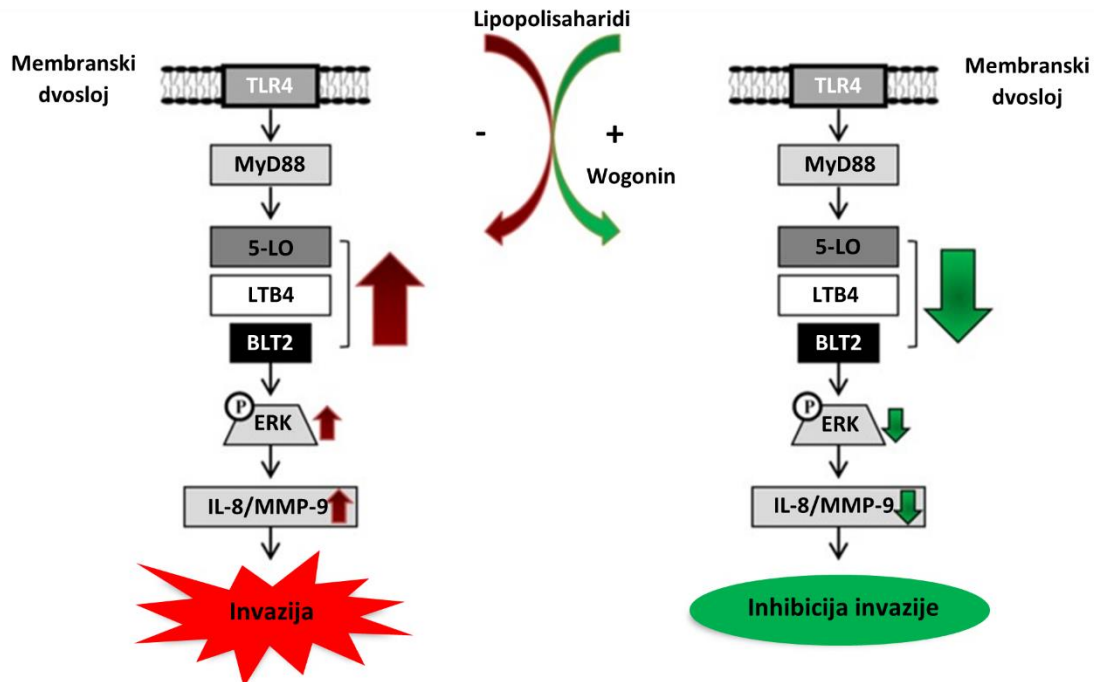 Lipopolisaharidi
Membranski
dvosloj
TLR4
MyD88
5-LO
LTB4
BLT2
P
ERK
IL-8/MMP-9
Invazija
-
+
Wogonin
Membranski
dvosloj
TLR4
MyD88
5-LO
LTB4
BLT2
P
ERK
IL-8/MMP-9
Inhibicija invazije